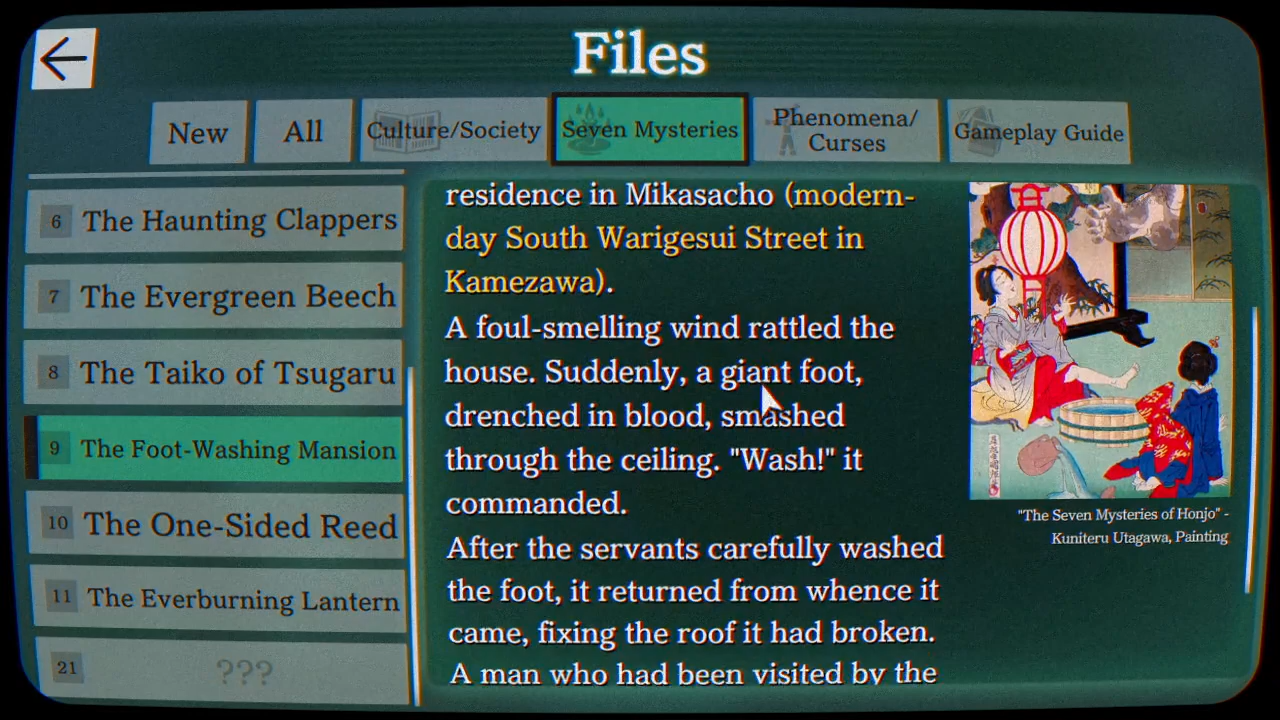 Files
New
All
Culture/Society
Seven Mysteries
Phenomena/
Curses
Gameplay Guide
6 The Haunting Clappers
7 The Evergreen Beech
8 The Taiko of Tsugaru
9 The Foot-Washing Mansion
10 The One-Sided Reed
11 The Everburning Lantern
21 ???
residence in Mikasacho (modern-
day South Warigesui Street in
Kamezawa).
A foul-smelling wind rattled the
house. Suddenly, a giant foot,
drenched in blood, smashed
through the ceiling. "Wash!" it
commanded.
After the servants carefully washed
the foot, it returned from whence it
came, fixing the roof it had broken.
A man who had been visited by the
"The Seven Mysteries of Honjo" -
Kuniteru Utagawa, Painting